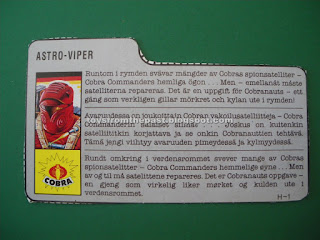 ASTRO-VIPER
Runtom i rymden svävar mängder av Cobras spionsatelliter –
Cobra Commanders hemliga ögon . . . Men – emellanåt måste
satelliterna repareras. Det är en uppgift för Cobranauts – ett
gäng som verkligen gillar mörkret och kylan ute i rymden!
Avaruudessa on joukoittain Cobran vakoilusatelliitteja – Cobra
Commanderin salaisia silmiä . . . Joskus on kuitenkin
satelliititkin korjattava ja se onkin Cobranauttien tehtävä.
Tämä jengi viihtyy avaruuden pimeydessä ja kylmyydessä.
Rundt omkring i verdensrommet svever mange av Cobras
spionsatelliter – Cobra Commanders hemmelige øyne . . . Men
av og til må satellittene repareres. Det er Cobranauts oppgave –
en gjeng som virkelig liker mørket og kulden ute i
verdensrommet.
COBRA
H-1